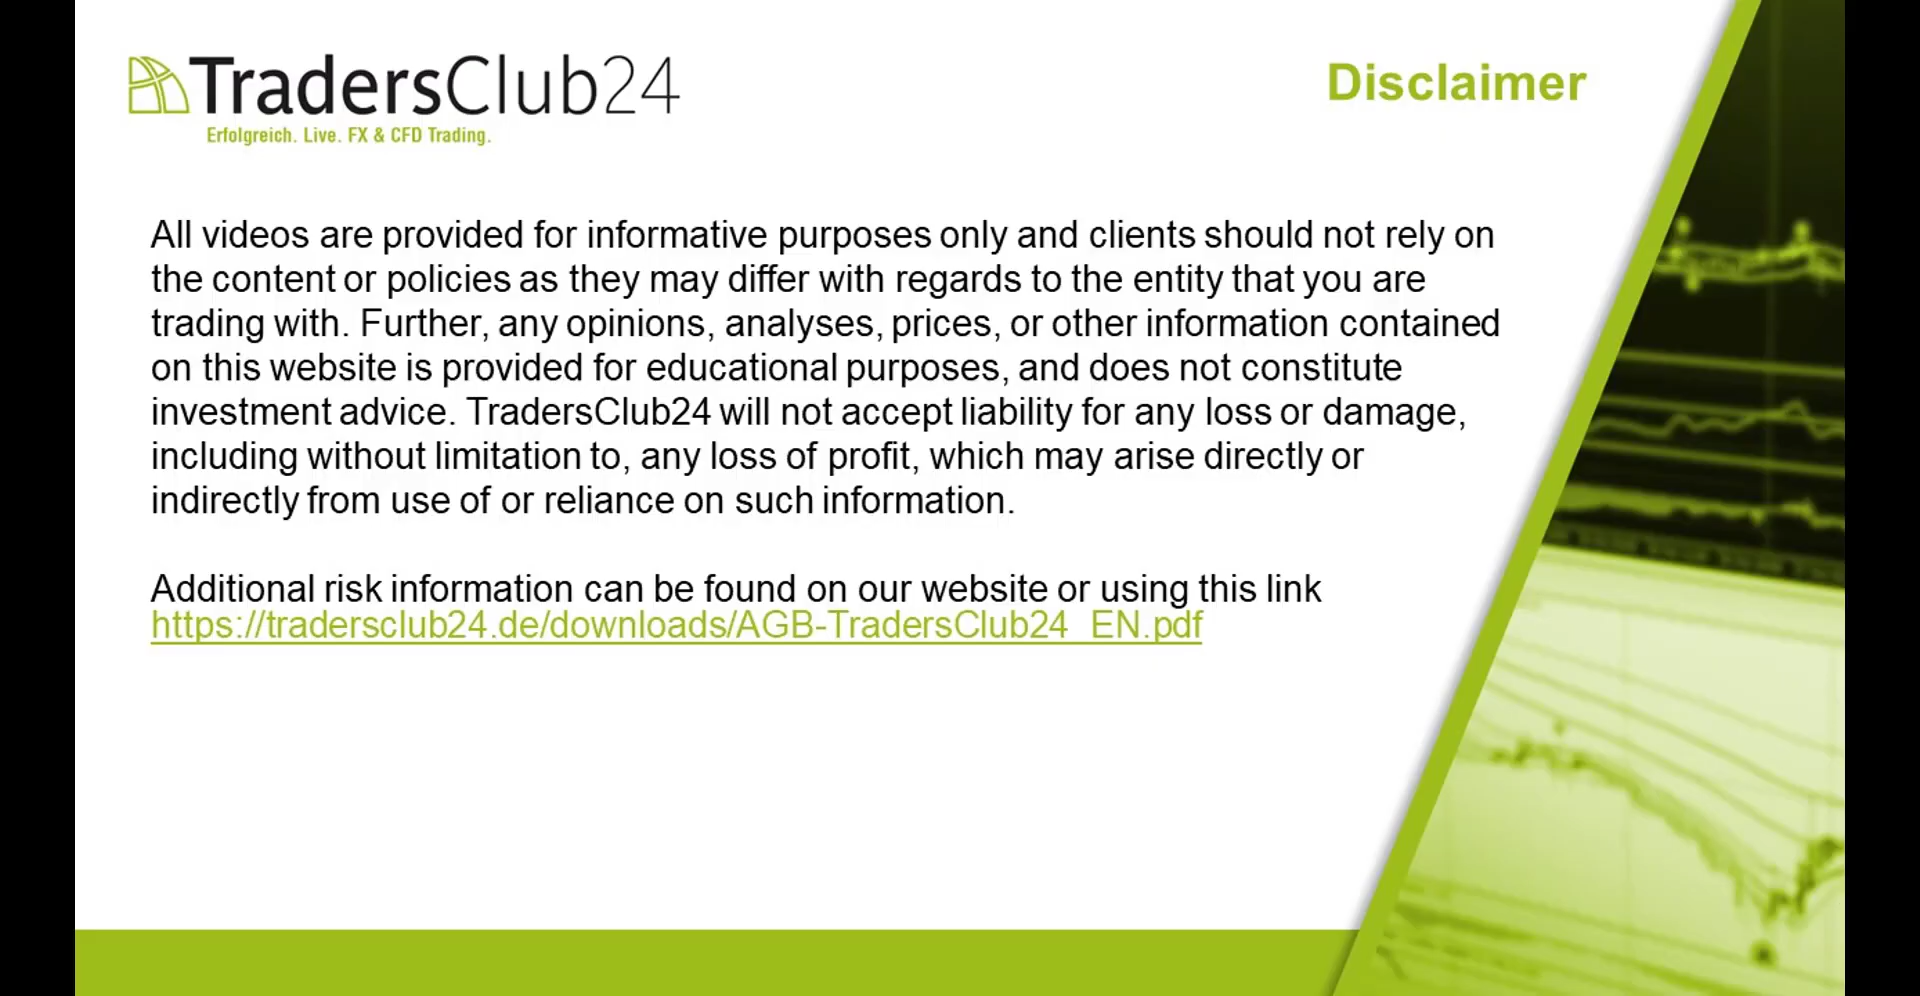 TradersClub24
Erfolgreich. Live. FX & CFD Trading.
Disclaimer
All videos are provided for informative purposes only and clients should not rely on
the content or policies as they may differ with regards to the entity that you are
trading with. Further, any opinions, analyses, prices, or other information contained
on this website is provided for educational purposes, and does not constitute
investment advice. TradersClub24 will not accept liability for any loss or damage,
including without limitation to, any loss of profit, which may arise directly or
indirectly from use of or reliance on such information.
Additional risk information can be found on our website or using this link
https://tradersclub24.de/downloads/AGB-TradersClub24_EN.pdf